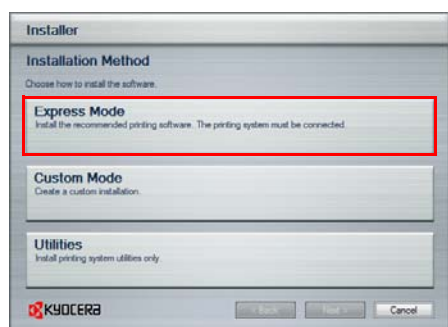 Installer
Installation Method
Choose how to install the software.
Express Mode
Install the recommended printing software. The printing system must be connected.
Custom Mode
Create a custom installation.
Utilities
Install printing system utilities only.
KYOCERA
< Back
Next >
Cancel